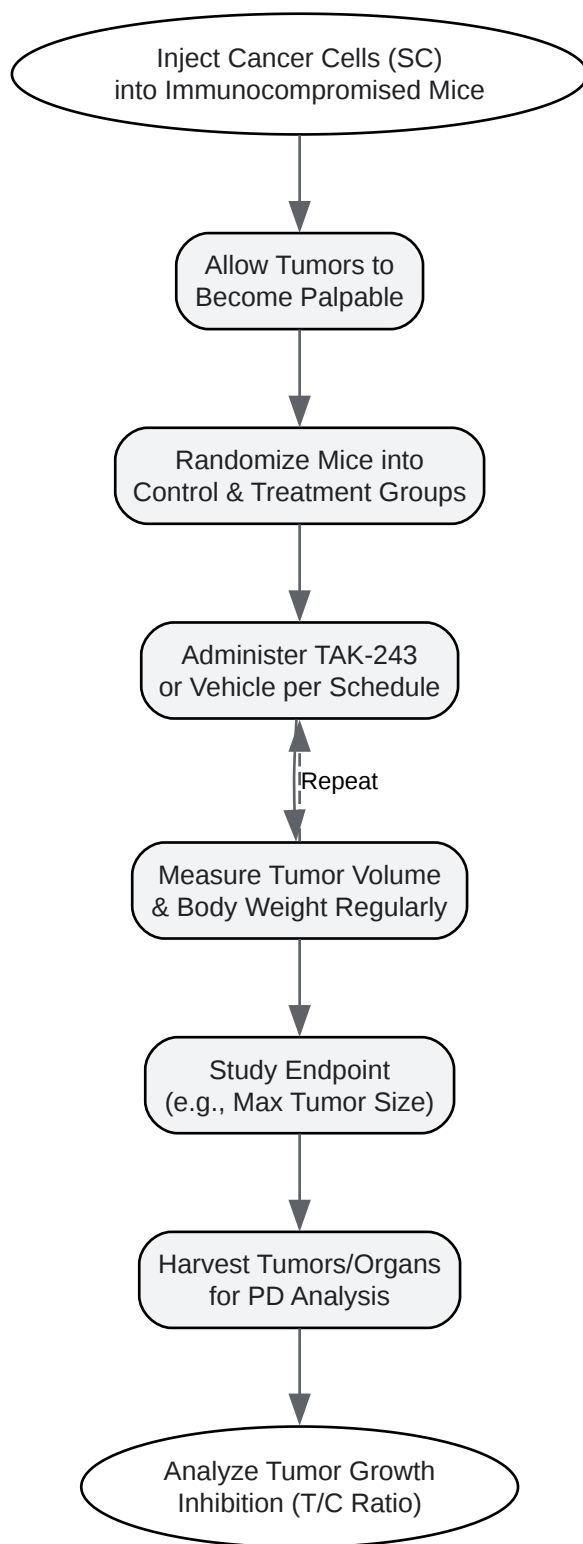 Inject Cancer Cells (SC)
into Immunocompromised Mice
Allow Tumors to
Become Palpable
Randomize Mice into
Control & Treatment Groups
Administer TAK-243
or Vehicle per Schedule
Repeat
Measure Tumor Volume
& Body Weight Regularly
Study Endpoint
(e.g., Max Tumor Size)
Harvest Tumors/Organs
for PD Analysis
Analyze Tumor Growth
Inhibition (T/C Ratio)